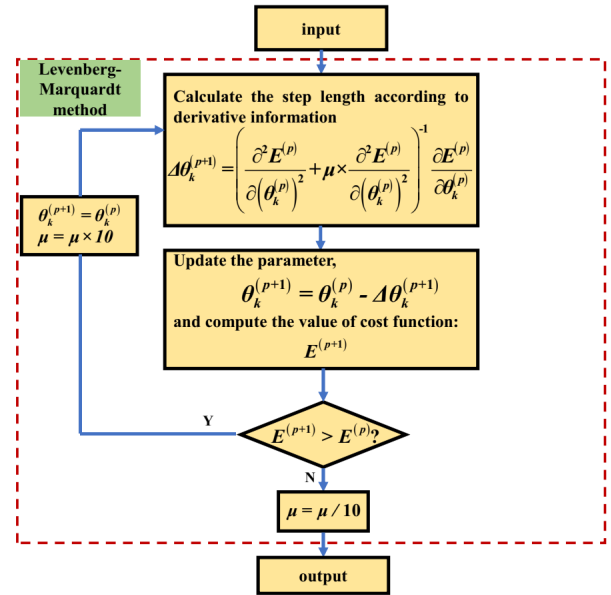 input
Levenberg-
Marquardt
method
Calculate the step length according to
derivative information
Δθ_k^(p+1) = (∂²E^(p) / ∂(θ_k^(p))² + μ × ∂²E^(p) / ∂(θ_k^(p))²)^-1 ∂E^(p) / ∂θ_k^(p)
θ_k^(p+1) = θ_k^(p)
μ = μ × 10
Update the parameter,
θ_k^(p+1) = θ_k^(p) - Δθ_k^(p+1)
and compute the value of cost function:
E^(p+1)
E^(p+1) > E^(p)?
Y
N
μ = μ / 10
output